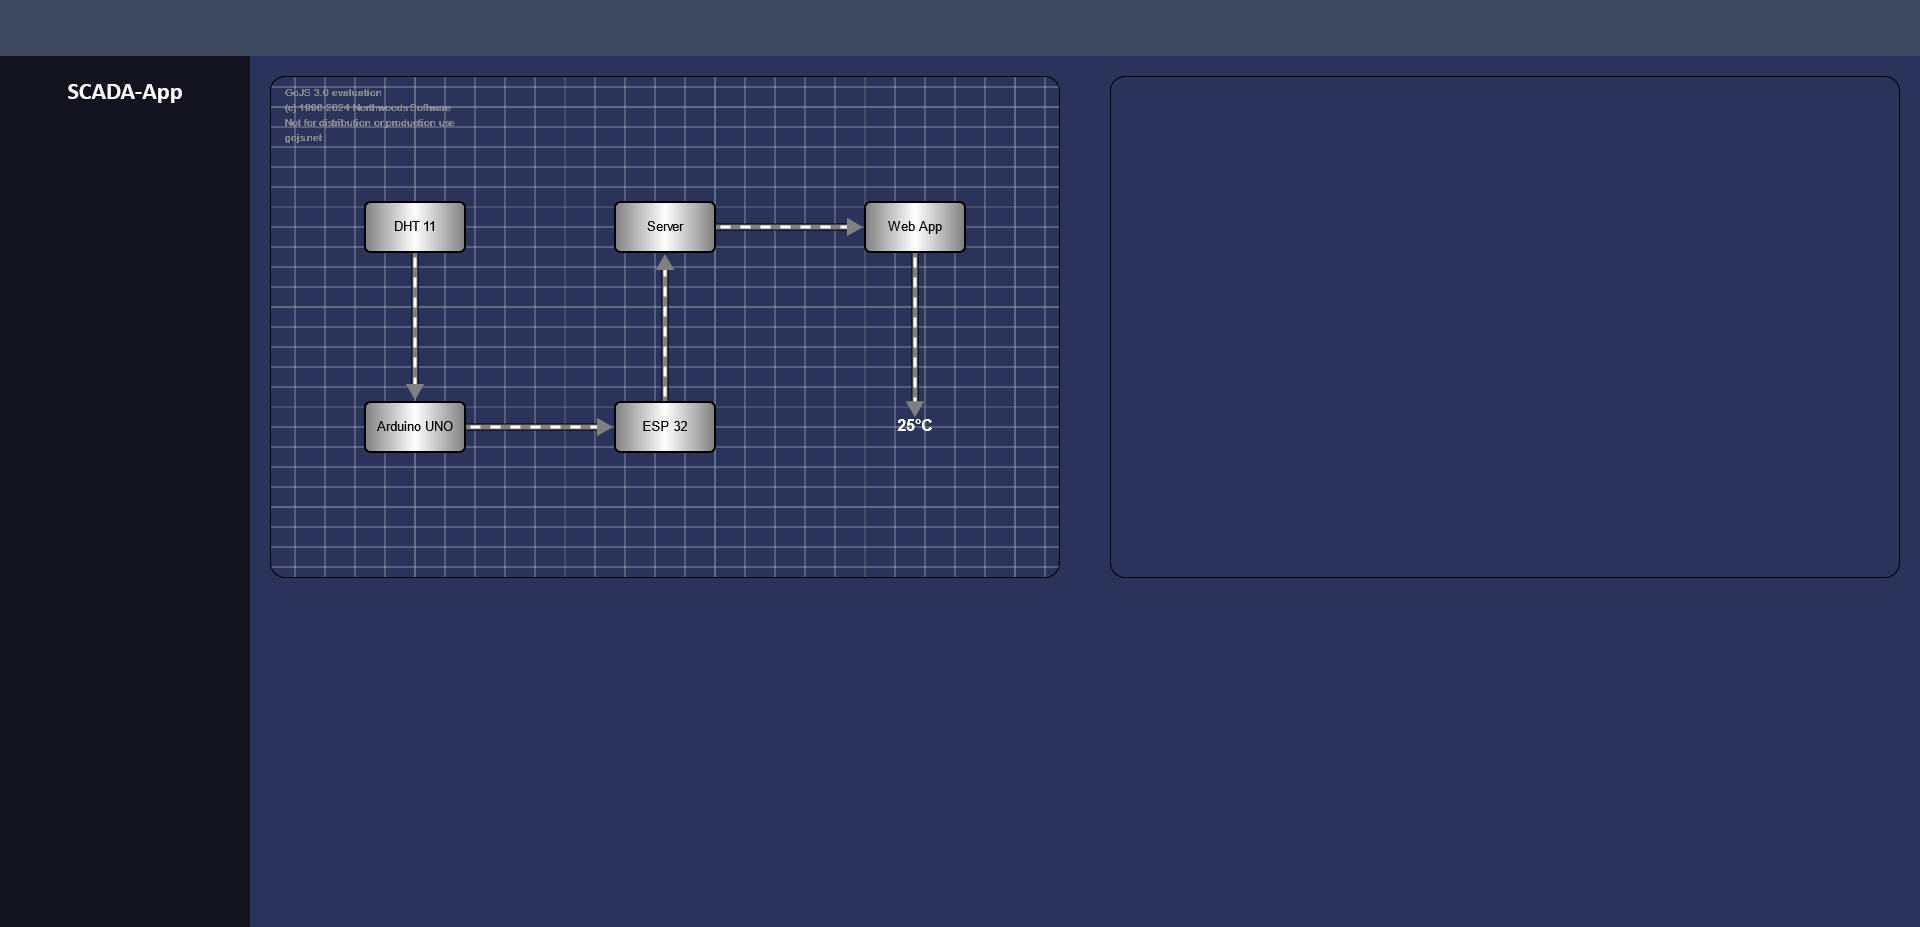 SCADA-App
GoJS 3.0 evaluation
(c) 1998-2024 Northwoods Software
Not for distribution or production use
gojs.net
DHT 11
Server
Web App
Arduino UNO
ESP 32
25°C